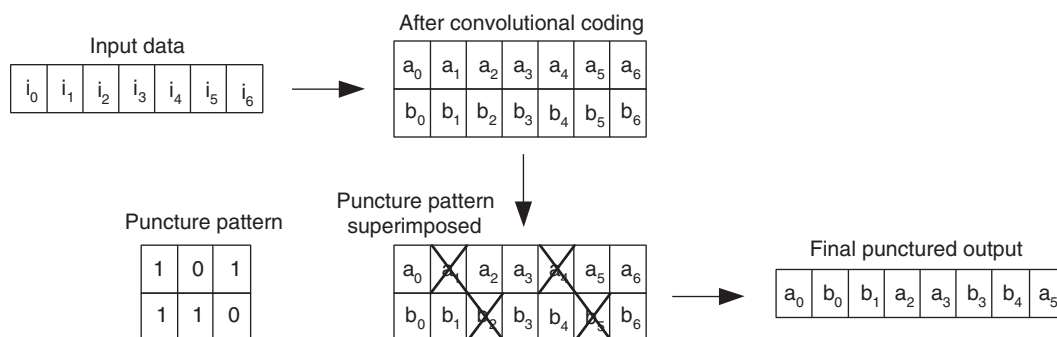 After convolutional coding
Input data
i₀ i₁ i₂ i₃ i₄ i₅ i₆
a₀ a₁ a₂ a₃ a₄ a₅ a₆
b₀ b₁ b₂ b₃ b₄ b₅ b₆
Puncture pattern
1 0 1
1 1 0
Puncture pattern
superimposed
a₀ a₁ a₂ a₃ a₄ a₅ a₆
b₀ b₁ b₂ b₃ b₄ b₅ b₆
Final punctured output
a₀ b₀ b₁ a₂ a₃ b₃ b₄ a₅